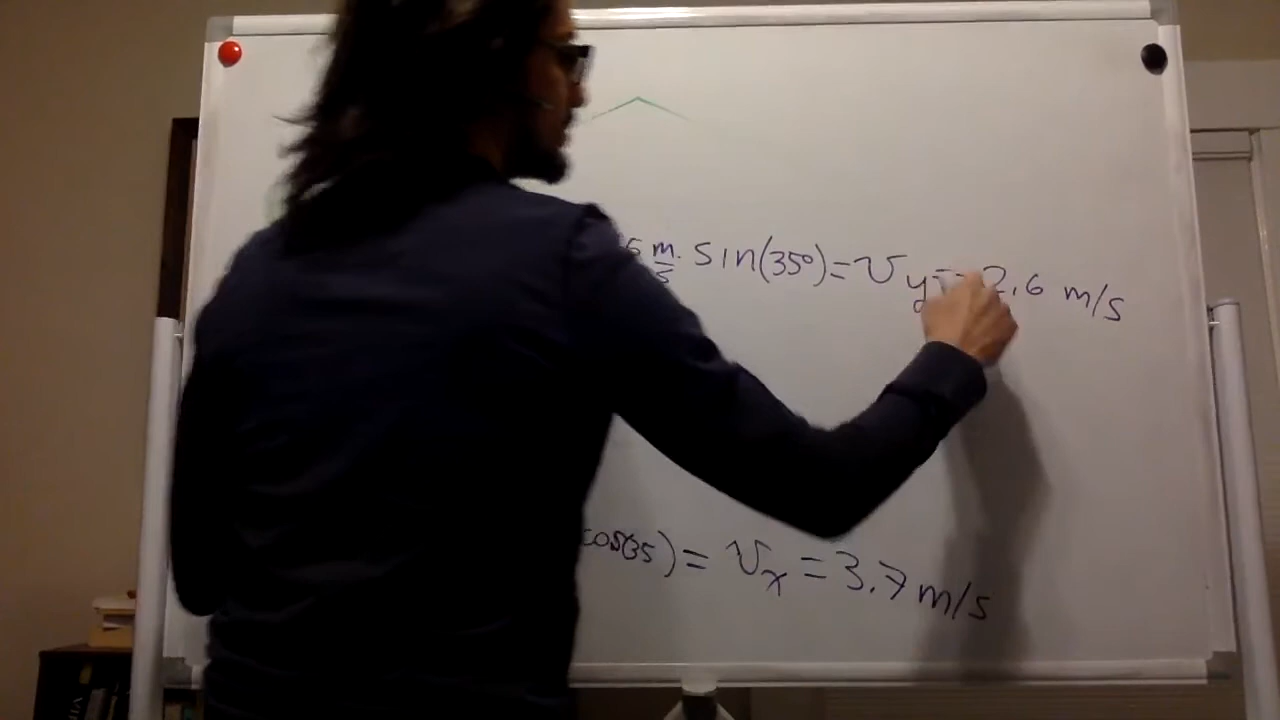 m/s · sin(35°) = Vy = 2.6 m/s
cos(35) = Vx = 3.7 m/s